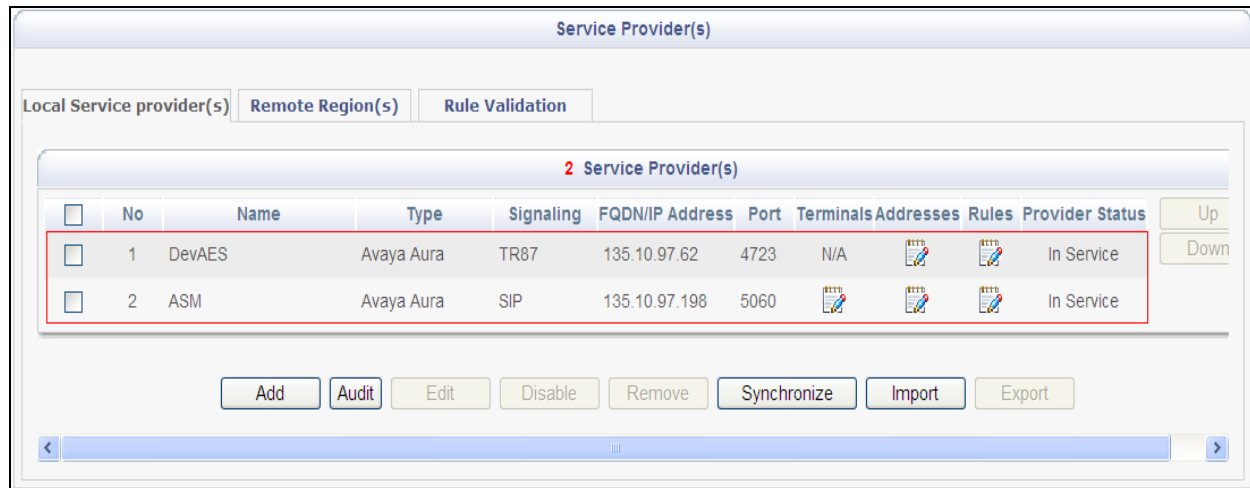 Service Provider(s)
Local Service provider(s) Remote Region(s) Rule Validation
2 Service Provider(s)
No Name Type Signaling FQDN/IP Address Port Terminals Addresses Rules Provider Status Up
1 DevAES Avaya Aura TR87 135.10.97.62 4723 N/A In Service Down
2 ASM Avaya Aura SIP 135.10.97.198 5060 In Service
Add Audit Edit Disable Remove Synchronize Import Export